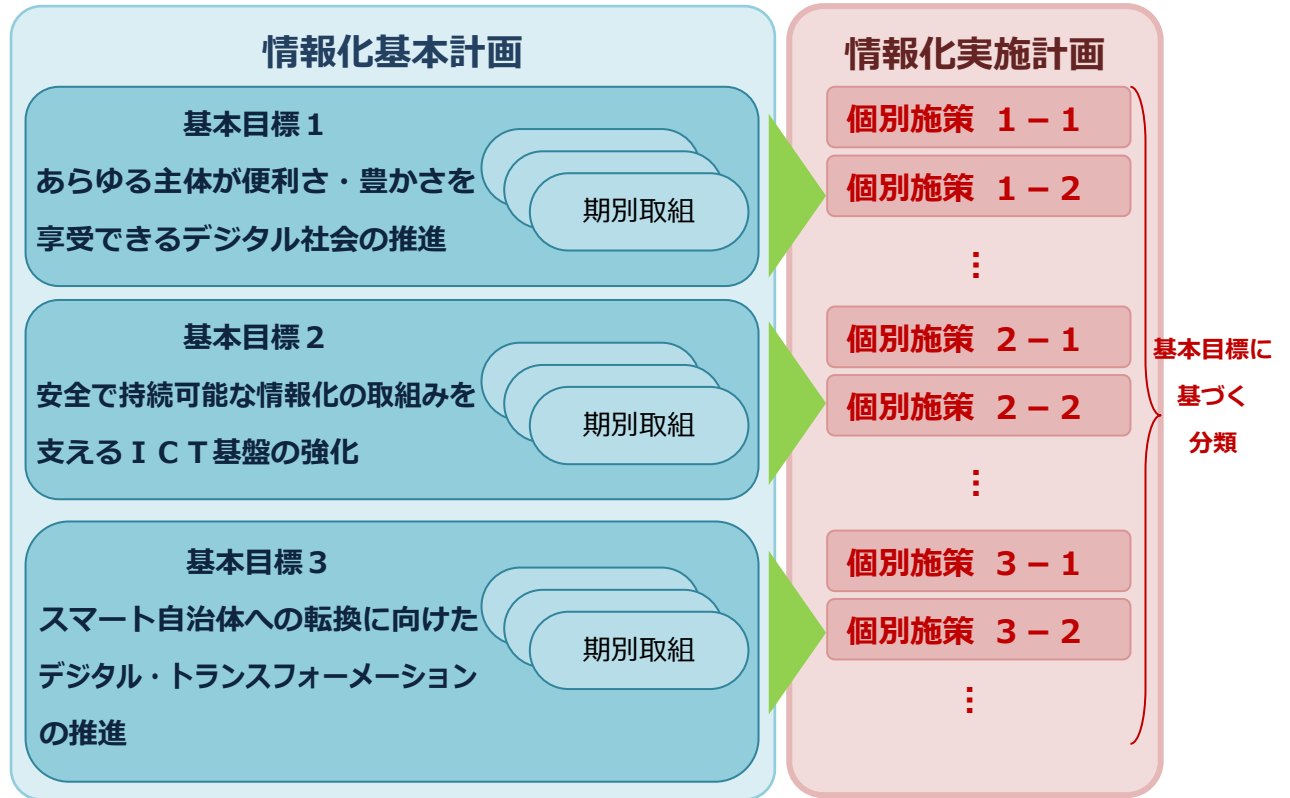 情報化基本計画
基本目標１
あらゆる主体が便利さ・豊かさを
享受できるデジタル社会の推進
期別取組
基本目標２
安全で持続可能な情報化の取組みを
支えるＩＣＴ基盤の強化
期別取組
基本目標３
スマート自治体への転換に向けた
デジタル・トランスフォーメーション
の推進
期別取組
情報化実施計画
個別施策 １－１
個別施策 １－２
…
個別施策 ２－１
個別施策 ２－２
…
個別施策 ３－１
個別施策 ３－２
…
基本目標に
基づく
分類